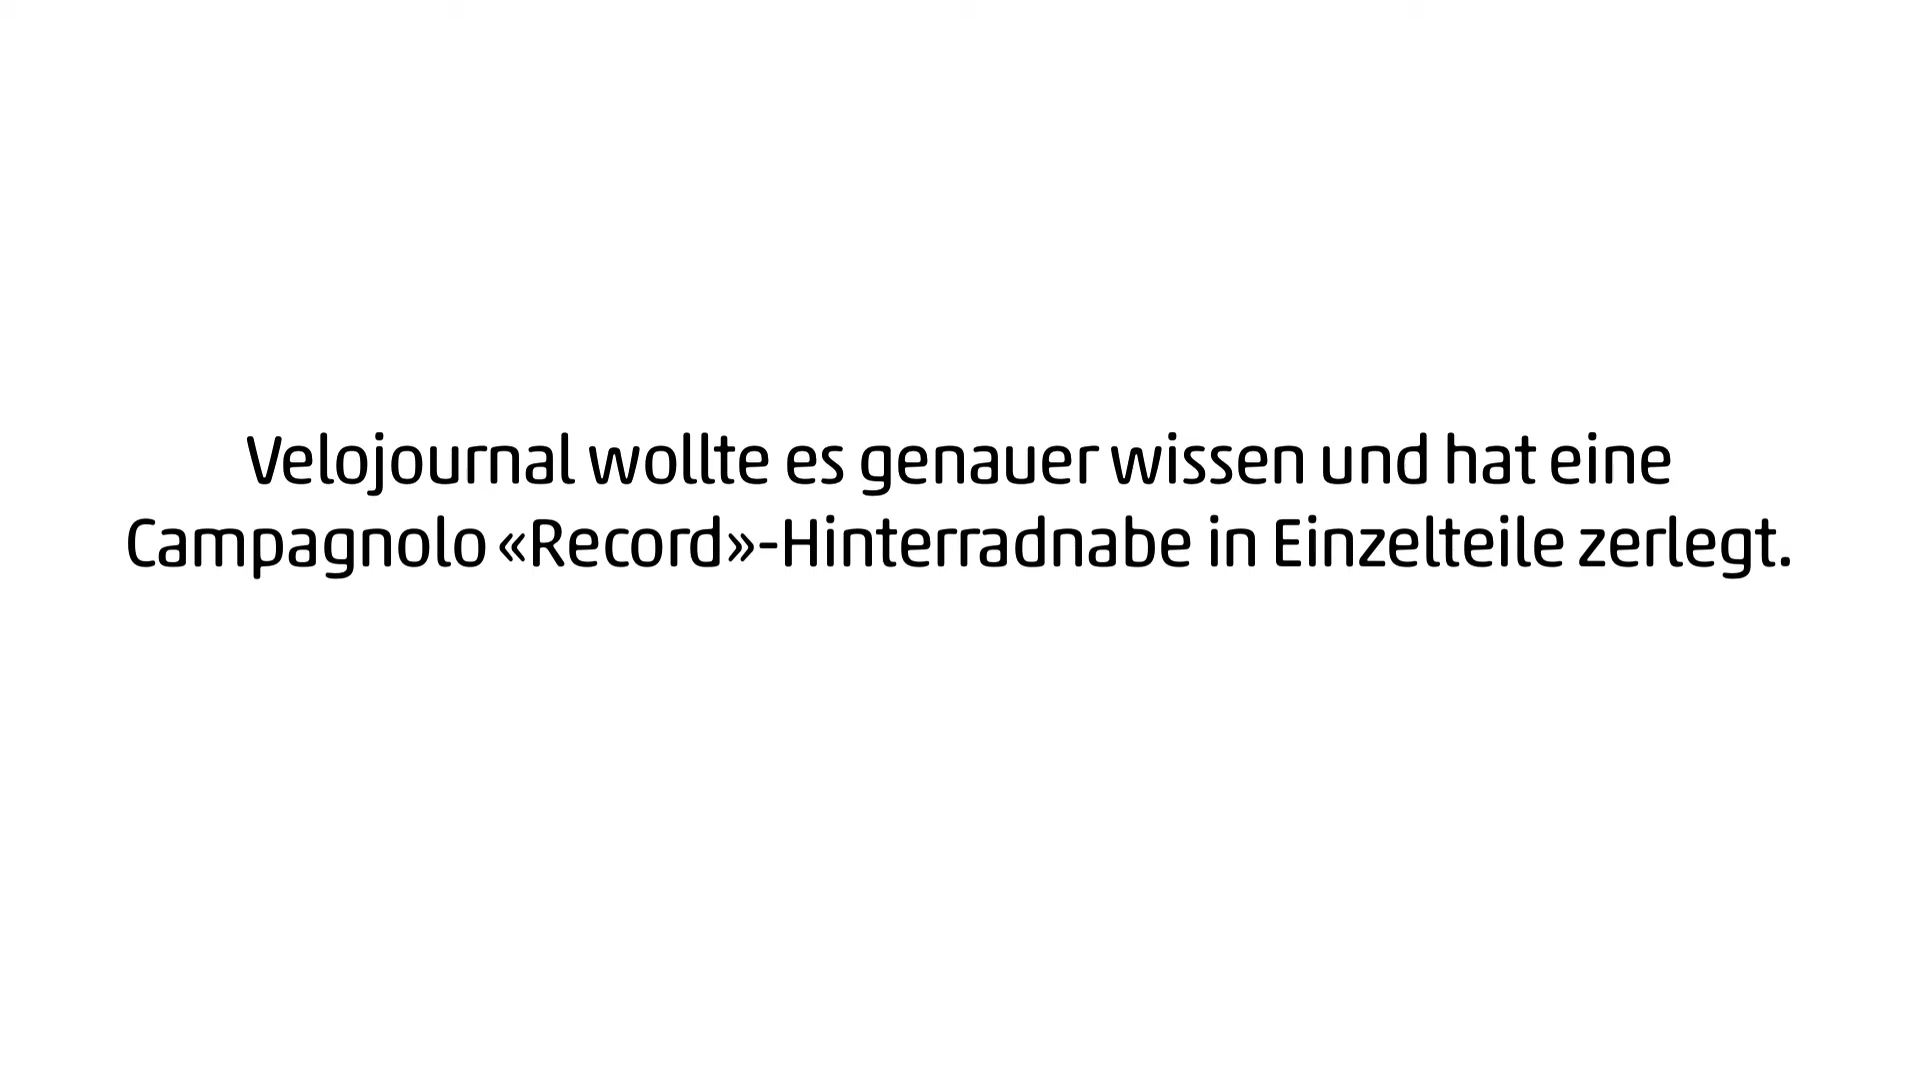 Velojournal wollte es genauer wissen und hat eine
Campagnolo «Record»-Hinterradnabe in Einzelteile zerlegt.